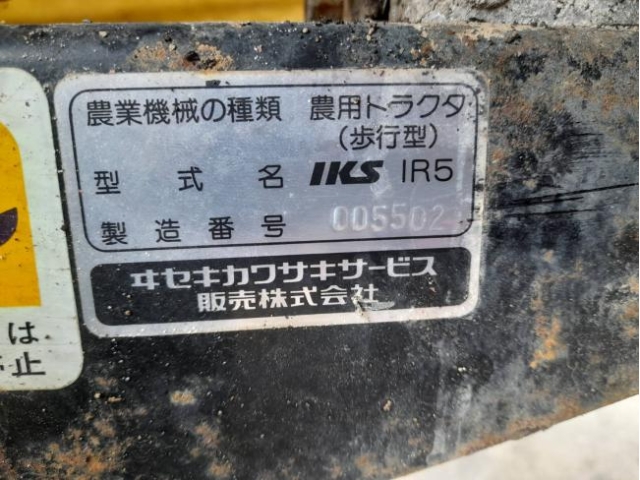 農業機械の種類 農用トラクタ
(歩行型)
型式名 IKS IR5
製造番号 005502
ヰセキカワサキサービス
販売株式会社
は
止